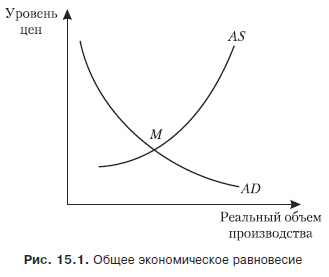 Уровень
цен
AS
M
AD
Реальный объем
производства
Рис. 15.1. Общее экономическое равновесие